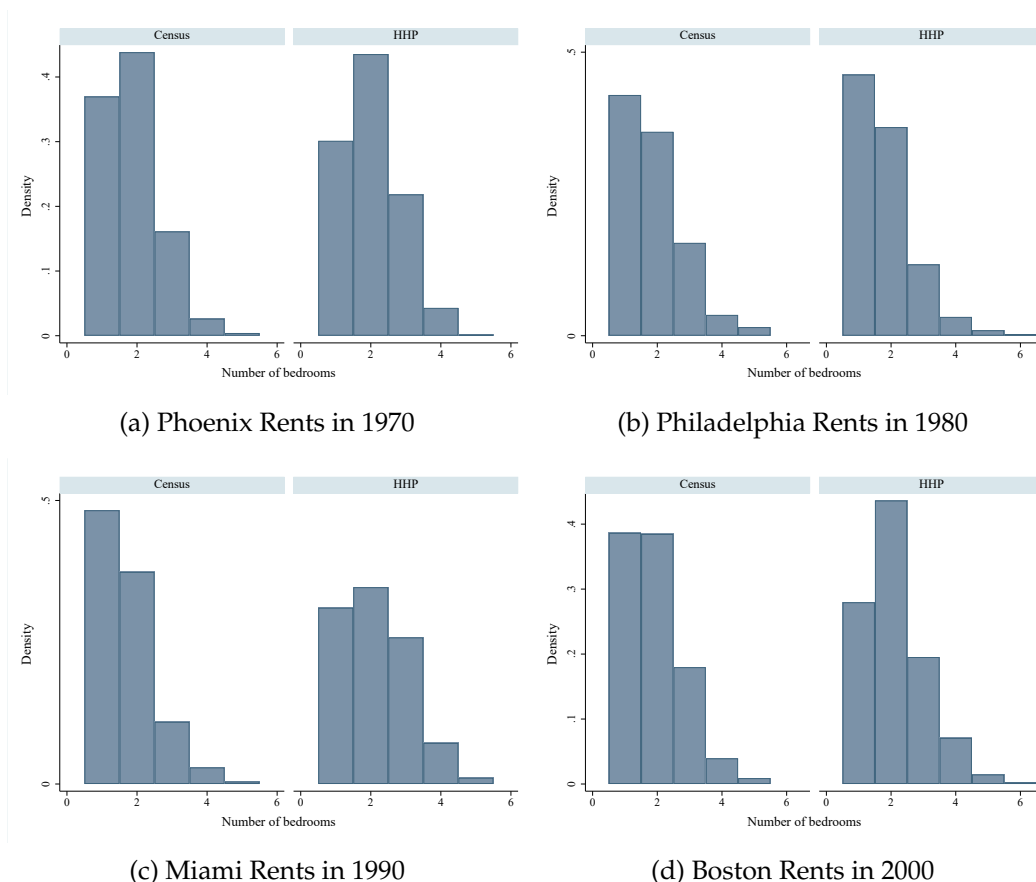 Census HHP
.4
.3
.2
.1
0
Density
0 2 4 6 0 2 4 6
Number of bedrooms
(a) Phoenix Rents in 1970
Census HHP
.5
0
Density
0 2 4 6 0 2 4 6
Number of bedrooms
(b) Philadelphia Rents in 1980
Census HHP
.5
0
Density
0 2 4 6 0 2 4 6
Number of bedrooms
(c) Miami Rents in 1990
Census HHP
.4
.3
.2
.1
0
Density
0 2 4 6 0 2 4 6
Number of bedrooms
(d) Boston Rents in 2000